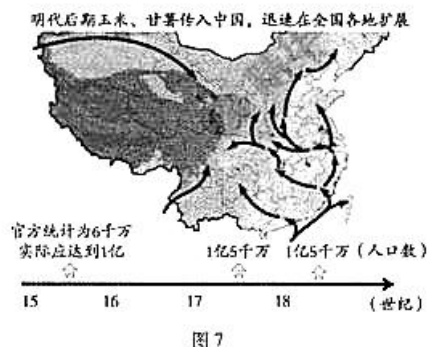 明代后期玉米、甘薯传入中国，迅速在全国各地扩展
官方统计为6千万
实际应达到1亿
1亿5千万 1亿5千万（人口数）
15 16 17 18 （世纪）
图7